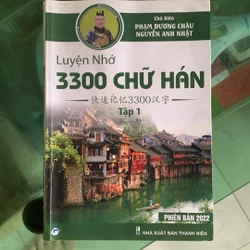 Chủ Biên
PHẠM DƯƠNG CHÂU
NGUYỄN ANH NHẬT
Luyện Nhớ
3300 CHỮ HÁN
快速记忆3300汉字
Tập 1
PHIÊN BẢN 2022
NHÀ XUẤT BẢN THANH NIÊN